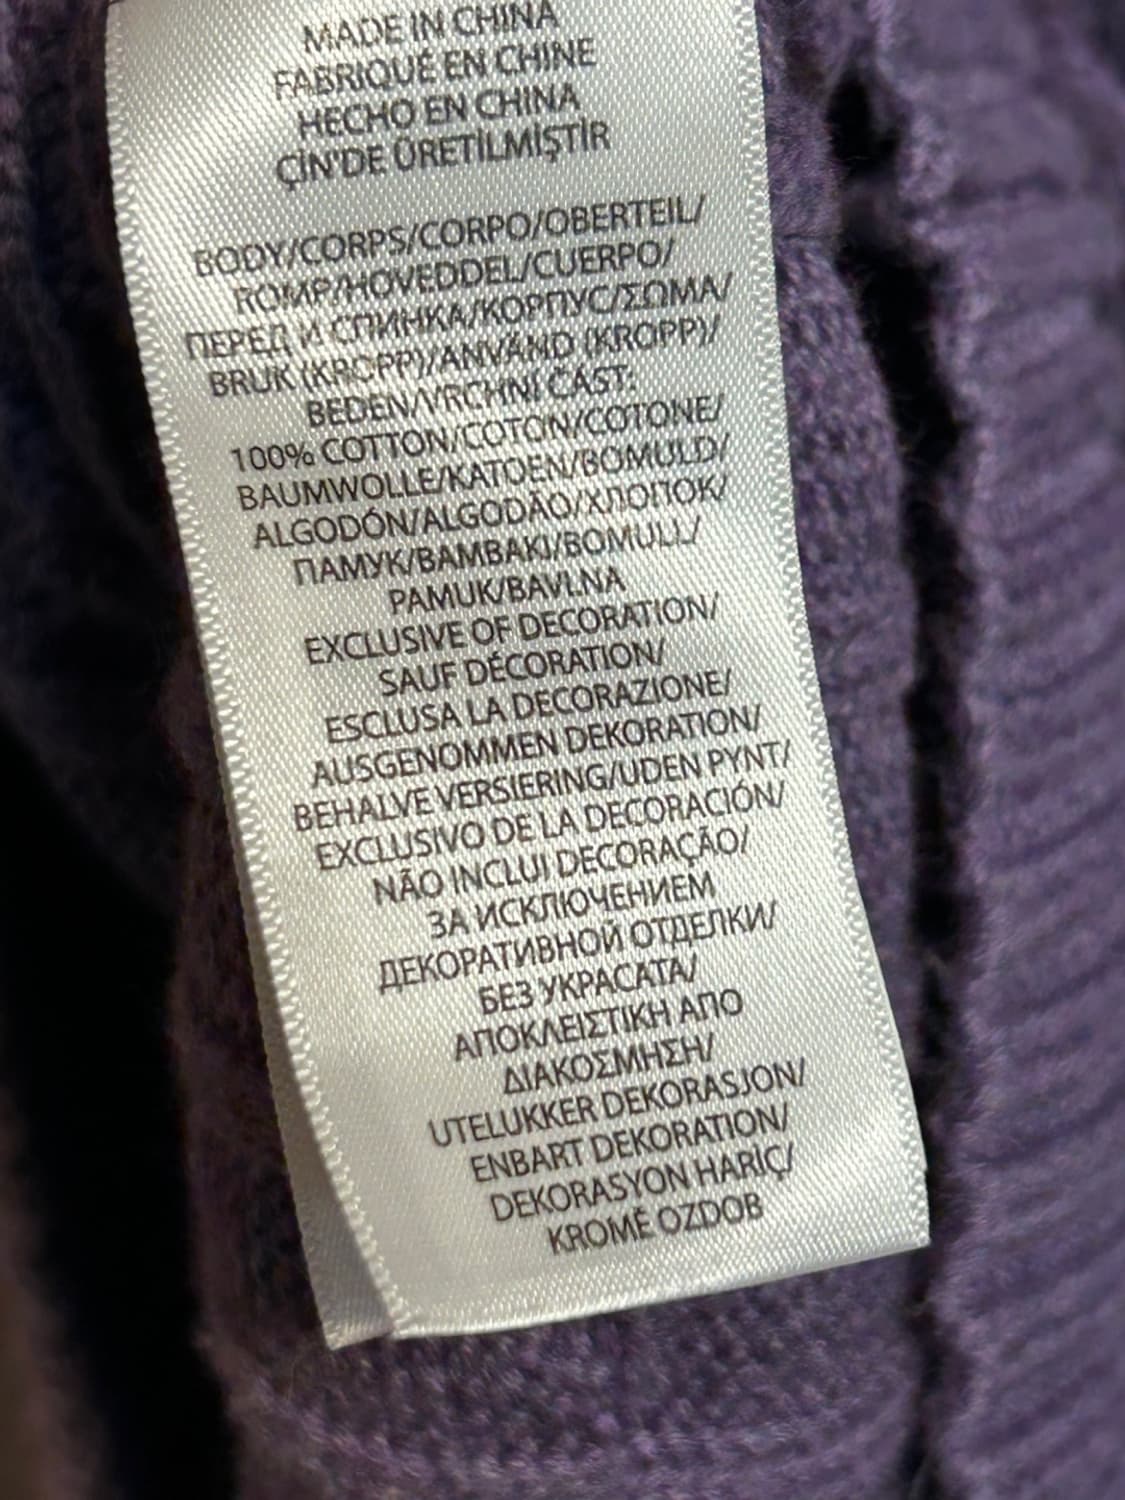 MADE IN CHINA
FABRIQUÉ EN CHINE
HECHO EN CHINA
ÇİN'DE ÜRETİLMİŞTİR
BODY/CORPS/CORPO/OBERTEIL/
ROMP/HOVEDDEL/CUERPO/
ПЕРЕД И СПИНКА/КОРПУС/ΣΩΜΑ/
BRUK (KROPP)/ANVÄND (KROPP)/
BEDEN/VRCHNÍ ČÁST:
100% COTTON/COTON/COTONE/
BAUMWOLLE/KATOEN/BOMULD/
ALGODÓN/ALGODÃO/ХЛОПОК/
ПАМУК/ΒΑΜΒΑΚΙ/BOMULL/
PAMUK/BAVLNA
EXCLUSIVE OF DECORATION/
SAUF DÉCORATION/
ESCLUSA LA DECORAZIONE/
AUSGENOMMEN DEKORATION/
BEHALVE VERSIERING/UDEN PYNT/
EXCLUSIVO DE LA DECORACIÓN/
NÃO INCLUI DECORAÇÃO/
ЗА ИСКЛЮЧЕНИЕМ
ДЕКОРАТИВНОЙ ОТДЕЛКИ/
БЕЗ УКРАСАТА/
ΑΠΟΚΛΕΙΣΤΙΚΗ ΑΠΟ
ΔΙΑΚΟΣΜΗΣΗ/
UTELUKKER DEKORASJON/
ENBART DEKORATION/
DEKORASYON HARİÇ/
KROMĚ OZDOB